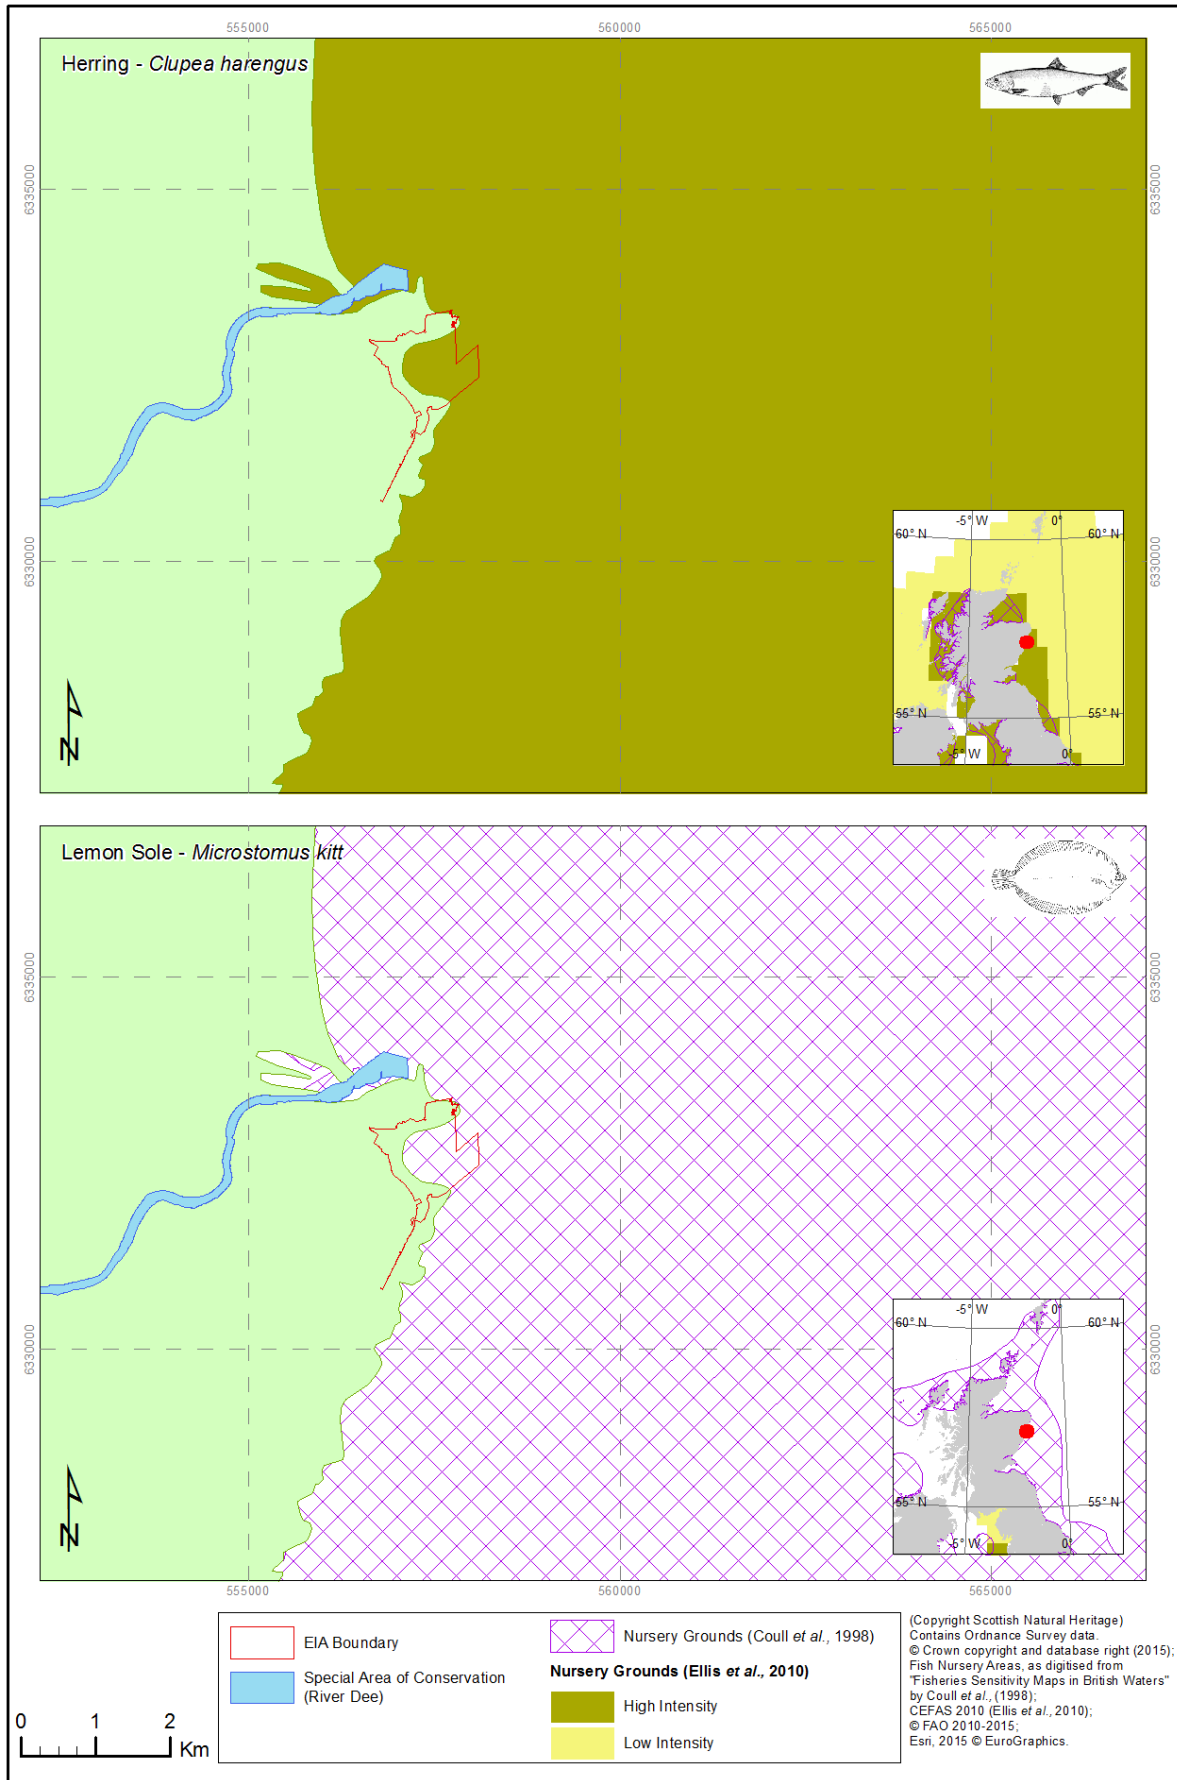 555000
560000
565000
Herring - Clupea harengus
6335000
6335000
-5° W
0°
60° N
60° N
6330000
6330000
55° N
55° N
-5° W
0°
N
Lemon Sole - Microstomus kitt
6335000
6335000
-5° W
0°
60° N
60° N
6330000
6330000
55° N
55° N
-5° W
0°
N
555000
560000
565000
EIA Boundary
Special Area of Conservation
(River Dee)
Nursery Grounds (Coull et al., 1998)
Nursery Grounds (Ellis et al., 2010)
High Intensity
Low Intensity
(Copyright Scottish Natural Heritage)
Contains Ordnance Survey data.
© Crown copyright and database right (2015);
Fish Nursery Areas, as digitised from
"Fisheries Sensitivity Maps in British Waters"
by Coull et al., (1998);
CEFAS 2010 (Ellis et al., 2010);
© FAO 2010-2015;
Esri, 2015 © EuroGraphics.
0 1 2
Km